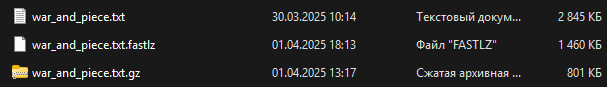 war_and_piece.txt 30.03.2025 10:14 Текстовый докум... 2 845 КБ
war_and_piece.txt.fastlz 01.04.2025 18:13 Файл "FASTLZ" 1 460 КБ
war_and_piece.txt.gz 01.04.2025 13:17 Сжатая архивная ... 801 КБ